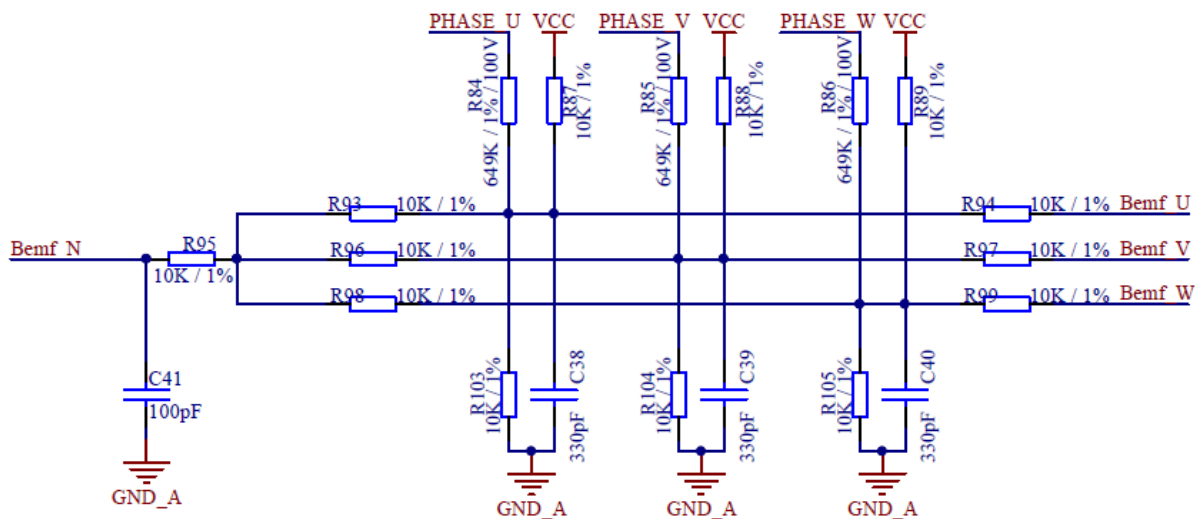 PHASE_U VCC
PHASE_V VCC
PHASE_W VCC
R84
649K / 1% / 100V
R87
10K / 1%
R85
649K / 1% / 100V
R88
10K / 1%
R86
649K / 1% / 100V
R89
10K / 1%
R93 10K / 1%
R94 10K / 1% Bemf_U
Bemf_N
R95
10K / 1%
R96 10K / 1%
R97 10K / 1% Bemf_V
R98 10K / 1%
R99 10K / 1% Bemf_W
C41
100pF
GND_A
R103
10K / 1%
C38
330pF
GND_A
R104
10K / 1%
C39
330pF
GND_A
R105
10K / 1%
C40
330pF
GND_A